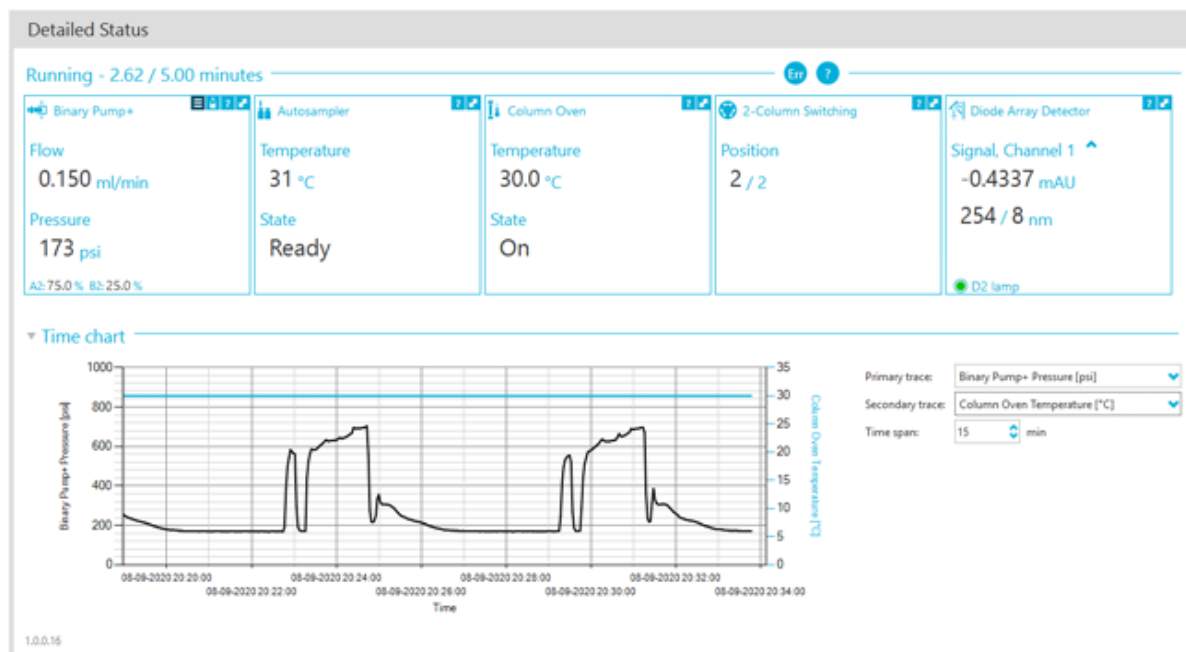 Detailed Status
Running - 2.62 / 5.00 minutes
Err ?
Binary Pump+
Flow
0.150 ml/min
Pressure
173 psi
A2: 75.0 % B2: 25.0 %
Autosampler
Temperature
31 °C
State
Ready
Column Oven
Temperature
30.0 °C
State
On
2-Column Switching
Position
2 / 2
Diode Array Detector
Signal, Channel 1
-0.4337 mAU
254 / 8 nm
D2 lamp
Time chart
1000
800
600
400
200
0
Binary Pump+ Pressure [psi]
35
30
25
20
15
10
5
0
Column Oven Temperature [°C]
08-09-2020 20:20:00
08-09-2020 20:22:00
08-09-2020 20:24:00
08-09-2020 20:26:00
08-09-2020 20:28:00
08-09-2020 20:30:00
08-09-2020 20:32:00
08-09-2020 20:34:00
Time
Primary trace: Binary Pump+ Pressure [psi]
Secondary trace: Column Oven Temperature [°C]
Time span: 15 min
1.0.0.16